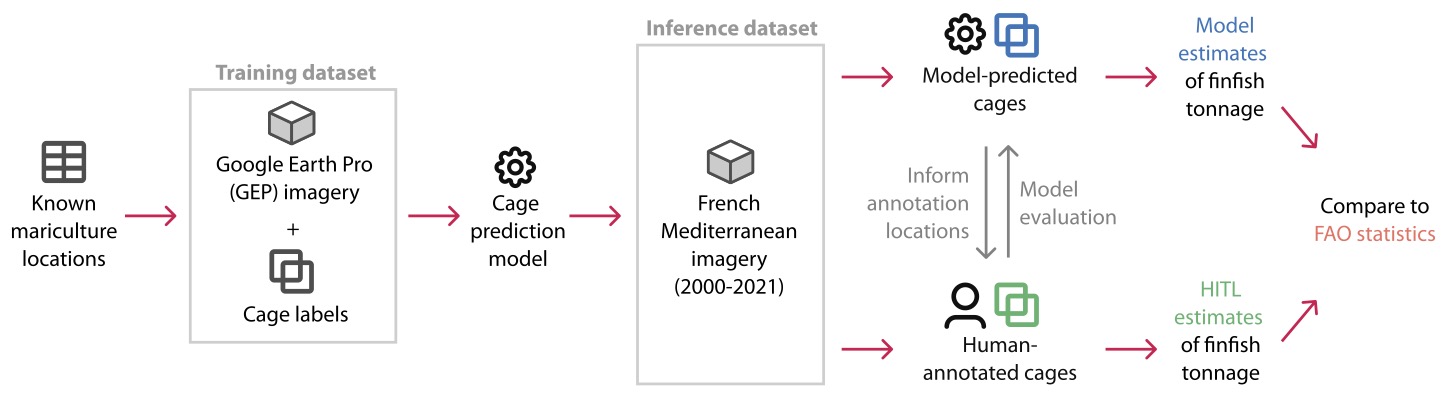 Known
mariculture
locations
Training dataset
Google Earth Pro
(GEP) imagery
+
Cage labels
Cage
prediction
model
Inference dataset
French
Mediterranean
imagery
(2000-2021)
Model-predicted
cages
Inform
annotation
locations
Model
evaluation
Human-
annotated cages
Model
estimates
of finfish
tonnage
HITL
estimates
of finfish
tonnage
Compare to
FAO statistics